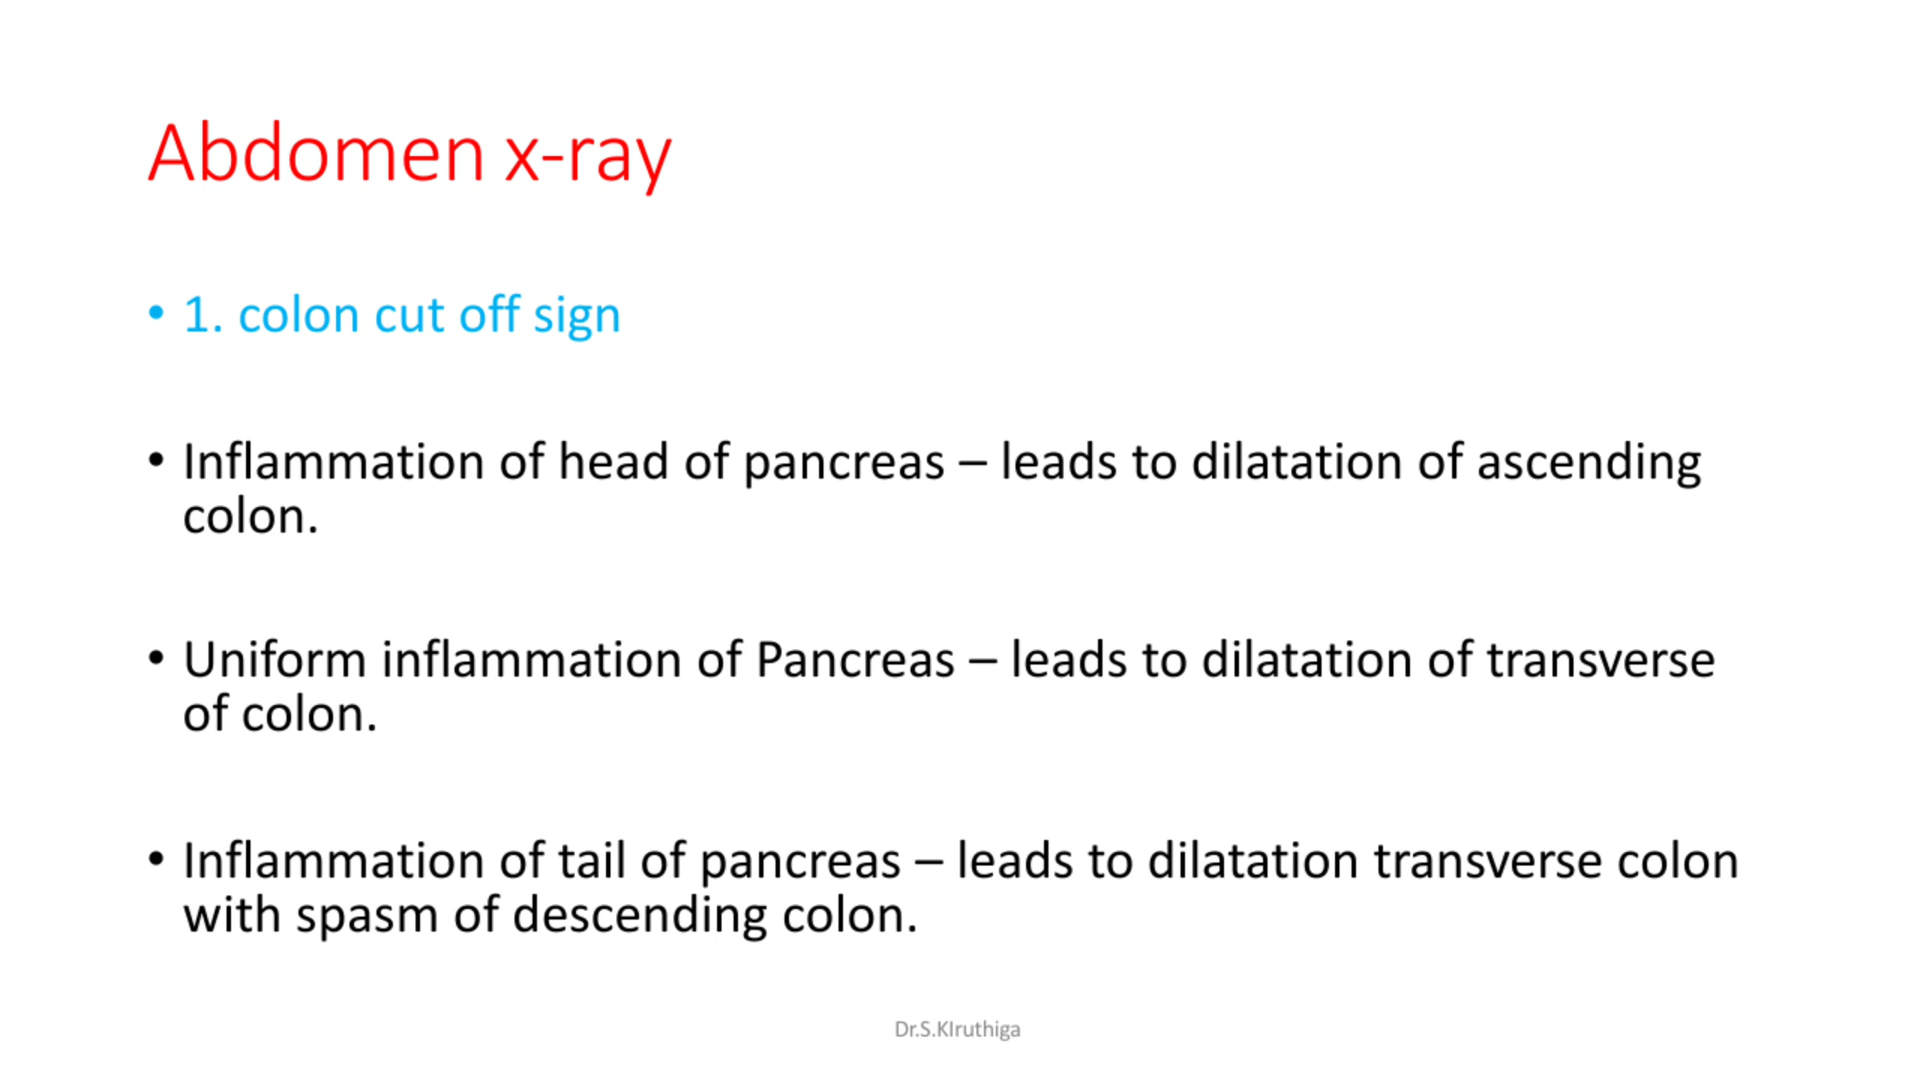 Abdomen x-ray
• 1. colon cut off sign
• Inflammation of head of pancreas – leads to dilatation of ascending
colon.
• Uniform inflammation of Pancreas – leads to dilatation of transverse
of colon.
• Inflammation of tail of pancreas – leads to dilatation transverse colon
with spasm of descending colon.
Dr.S.KIruthiga